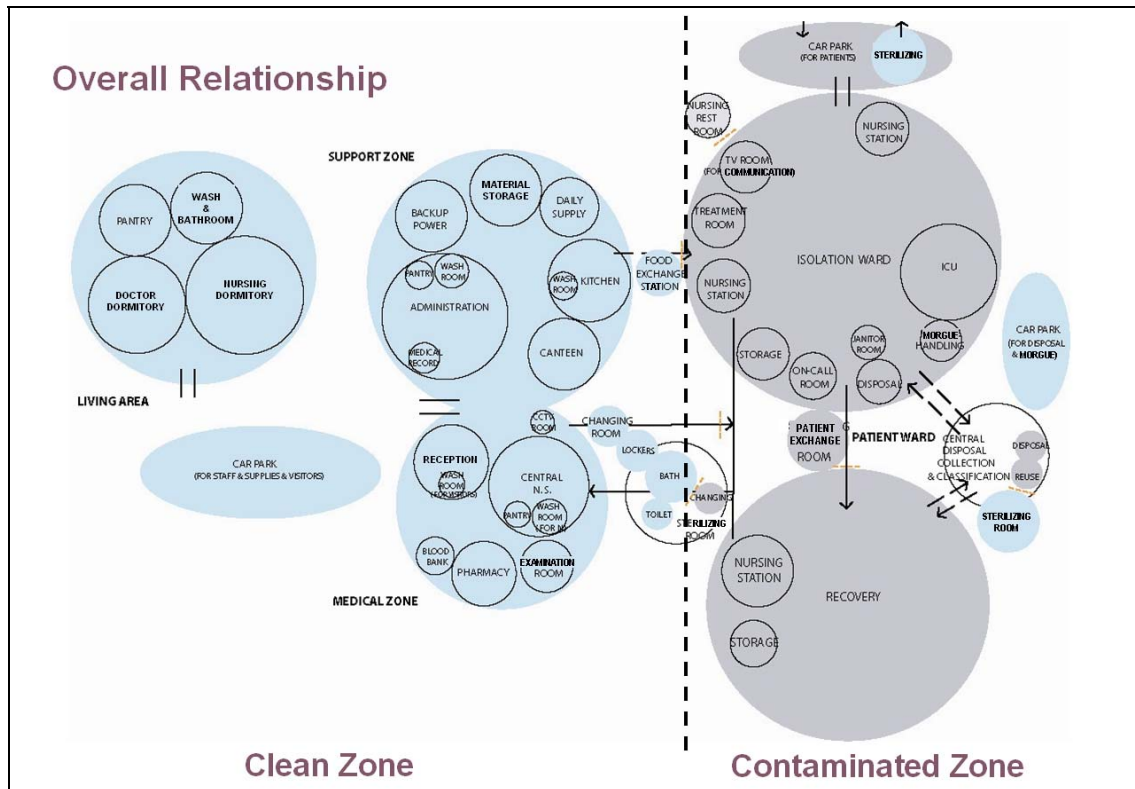 Overall Relationship
CAR PARK
(FOR PATIENTS)
STERILIZING
NURSING
REST
ROOM
NURSING
STATION
TV ROOM
(FOR COMMUNICATION)
TREATMENT
ROOM
ISOLATION WARD
ICU
NURSING
STATION
STORAGE
ON-CALL
ROOM
JANITOR
ROOM
DISPOSAL
MORGUE
HANDLING
CAR PARK
(FOR DISPOSAL
& MORGUE)
SUPPORT ZONE
MATERIAL
STORAGE
BACKUP
POWER
DAILY
SUPPLY
PANTRY
WASH
ROOM
ADMINISTRATION
MEDICAL
RECORD
WASH
ROOM
KITCHEN
CANTEEN
FOOD
EXCHANGE
STATION
PANTRY
WASH
&
BATHROOM
DOCTOR
DORMITORY
NURSING
DORMITORY
LIVING AREA
CAR PARK
(FOR STAFF & SUPPLIES & VISITORS)
CCTV
ROOM
CHANGING
ROOM
LOCKERS
BATH
TOILET
CHANGING
STERILIZING
ROOM
RECEPTION
WASH
ROOM
(FOR VISITORS)
CENTRAL
N.S.
PANTRY
WASH
ROOM
BLOOD
BANK
PHARMACY
EXAMINATION
ROOM
MEDICAL ZONE
PATIENT
EXCHANGE
ROOM
PATIENT WARD
CENTRAL
DISPOSAL
COLLECTION
& CLASSIFICATION
DISPOSAL
REUSE
STERILIZING
ROOM
NURSING
STATION
RECOVERY
STORAGE
Clean Zone
Contaminated Zone